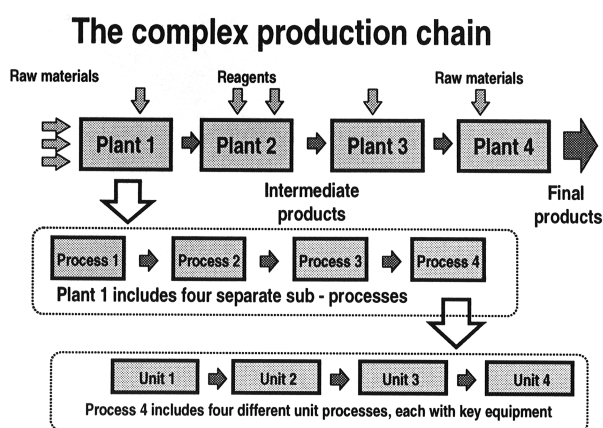 The complex production chain
Raw materials
Reagents
Raw materials
Plant 1
Plant 2
Plant 3
Plant 4
Intermediate
products
Final
products
Process 1
Process 2
Process 3
Process 4
Plant 1 includes four separate sub - processes
Unit 1
Unit 2
Unit 3
Unit 4
Process 4 includes four different unit processes, each with key equipment